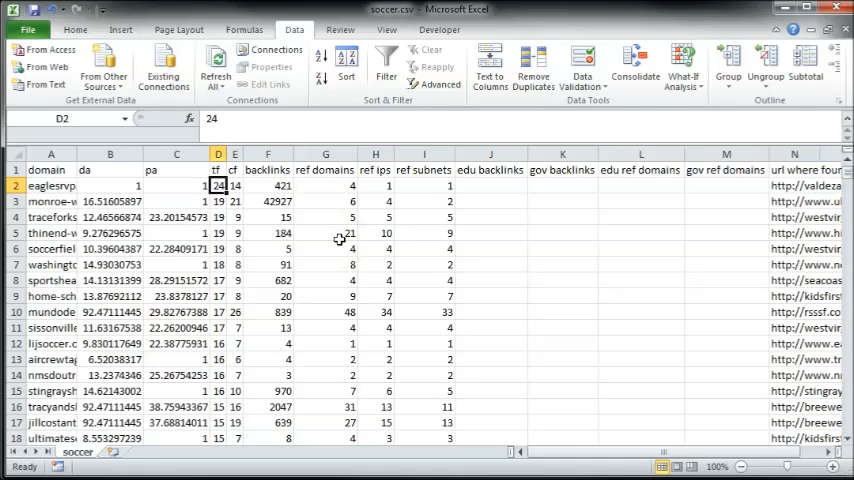 soccer.csv - Microsoft Excel
File Home Insert Page Layout Formulas Data Review View Developer
From Access
From Web
From Text
From Other Sources
Existing Connections
Get External Data
Refresh All
Connections
Properties
Edit Links
Connections
Sort
Filter
Clear
Reapply
Advanced
Sort & Filter
Text to Columns
Remove Duplicates
Data Validation
Consolidate
What-If Analysis
Data Tools
Group
Ungroup
Subtotal
Outline
D2 fx 24
A B C D E F G H I J K L M N
1 domain da pa tf cf backlinks ref domains ref ips ref subnets edu backlinks gov backlinks edu ref domains gov ref domains url where foun
2 eaglesrvp 1 1 24 14 421 4 1 1 http://valdeza
3 monroe-w 16.51605897 1 19 21 42927 6 4 2 http://www.ul
4 traceforks 12.46566874 23.20154573 19 9 15 5 5 5 http://westvir
5 thinend-w 9.276296575 1 19 9 184 21 10 9 http://www.u
6 soccerfiel 10.39604387 22.28409171 19 8 5 4 4 4 http://westvir
7 washingto 14.93030753 1 18 8 91 8 2 2 http://www.n
8 sportshea 14.13131399 28.29151572 17 9 682 4 4 4 http://seacoas
9 home-sch 13.87692112 23.8378127 17 8 20 9 7 7 http://kidsfirst
10 mundode 92.47111445 29.82767388 17 26 839 48 34 33 http://rsssf.co
11 sissonville 11.63167538 22.26200946 17 7 13 4 4 4 http://westvir
12 lijsoccer.c 9.830117649 22.38775931 16 7 4 1 1 1 http://kidsfirst
13 aircrewtag 6.52038317 1 16 6 4 2 2 2 http://www.tr
14 nmsdoutr 13.2374346 25.26754253 16 7 3 2 2 2 http://www.n
15 stingraysh 14.62143002 1 16 10 970 7 6 5 http://stingray
16 tracyands 92.47111445 38.75943367 15 16 2047 31 13 11 http://breewe
17 jillconstan 92.47111445 37.68814011 15 19 639 27 15 13 http://breewe
18 ultimates 8.553297239 1 15 7 8 4 3 3 http://kidsfirst
soccer
Ready 100%